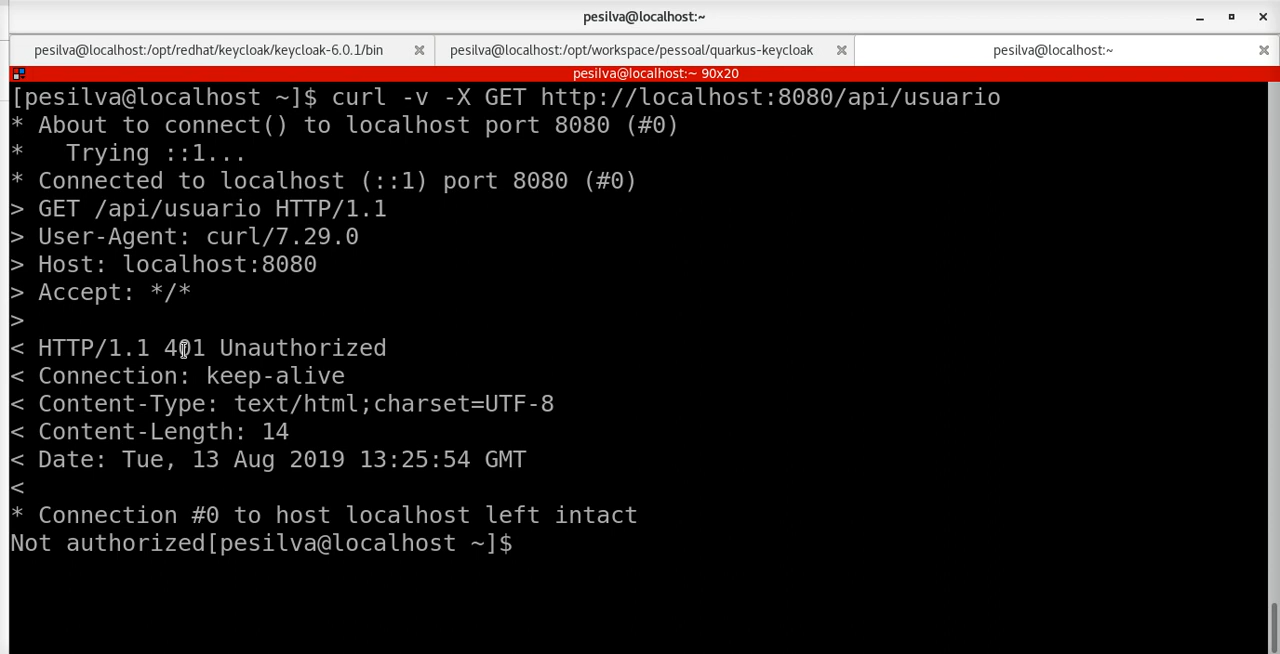 pesilva@localhost:~
pesilva@localhost:/opt/redhat/keycloak/keycloak-6.0.1/bin
pesilva@localhost:/opt/workspace/pessoal/quarkus-keycloak
pesilva@localhost:~
pesilva@localhost:~ 90x20
[pesilva@localhost ~]$ curl -v -X GET http://localhost:8080/api/usuario
* About to connect() to localhost port 8080 (#0)
*   Trying ::1...
* Connected to localhost (::1) port 8080 (#0)
> GET /api/usuario HTTP/1.1
> User-Agent: curl/7.29.0
> Host: localhost:8080
> Accept: */*
>
< HTTP/1.1 401 Unauthorized
< Connection: keep-alive
< Content-Type: text/html;charset=UTF-8
< Content-Length: 14
< Date: Tue, 13 Aug 2019 13:25:54 GMT
<
* Connection #0 to host localhost left intact
Not authorized[pesilva@localhost ~]$